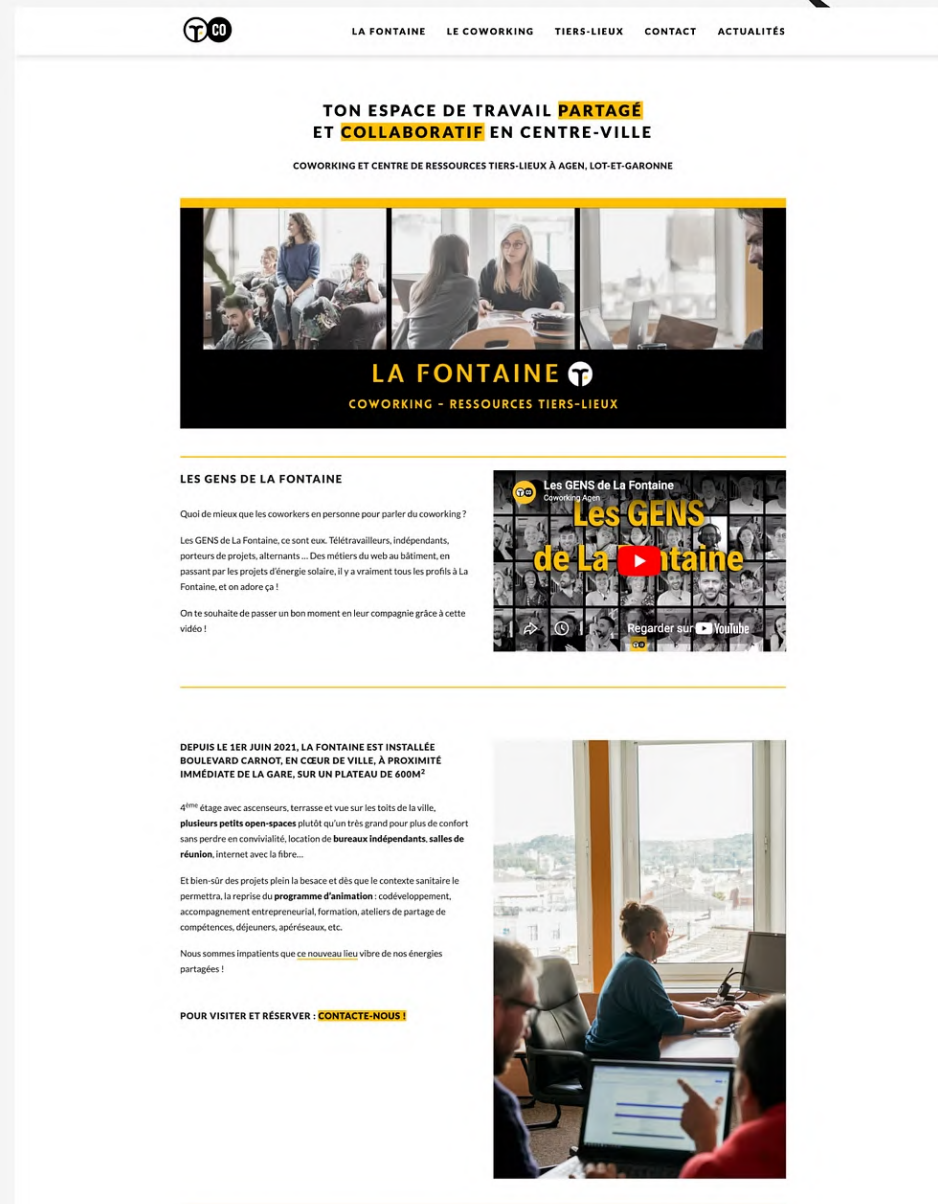 T. CO
LA FONTAINE LE COWORKING TIERS-LIEUX CONTACT ACTUALITÉS
TON ESPACE DE TRAVAIL PARTAGÉ
ET COLLABORATIF EN CENTRE-VILLE
COWORKING ET CENTRE DE RESSOURCES TIERS-LIEUX À AGEN, LOT-ET-GARONNE
LA FONTAINE T.
COWORKING - RESSOURCES TIERS-LIEUX
LES GENS DE LA FONTAINE
Quoi de mieux que les coworkers en personne pour parler du coworking ?
Les GENS de La Fontaine, ce sont eux. Télétravailleurs, indépendants,
porteurs de projets, alternants ... Des métiers du web au bâtiment, en
passant par les projets d'énergie solaire, il y a vraiment tous les profils à La
Fontaine, et on adore ça !
On te souhaite de passer un bon moment en leur compagnie grâce à cette
vidéo !
Les GENS de La Fontaine
Coworking Agen
Les GENS
de La ntaine
Regarder sur YouTube
DEPUIS LE 1ER JUIN 2021, LA FONTAINE EST INSTALLÉE
BOULEVARD CARNOT, EN CŒUR DE VILLE, À PROXIMITÉ
IMMÉDIATE DE LA GARE, SUR UN PLATEAU DE 600M²
4ème étage avec ascenseurs, terrasse et vue sur les toits de la ville,
plusieurs petits open-spaces plutôt qu'un très grand pour plus de confort
sans perdre en convivialité, location de bureaux indépendants, salles de
réunion, internet avec la fibre...
Et bien-sûr des projets plein la besace et dès que le contexte sanitaire le
permettra, la reprise du programme d'animation : codéveloppement,
accompagnement entrepreneurial, formation, ateliers de partage de
compétences, déjeuners, apéréseaux, etc.
Nous sommes impatients que ce nouveau lieu vibre de nos énergies
partagées !
POUR VISITER ET RÉSERVER : CONTACTE-NOUS !